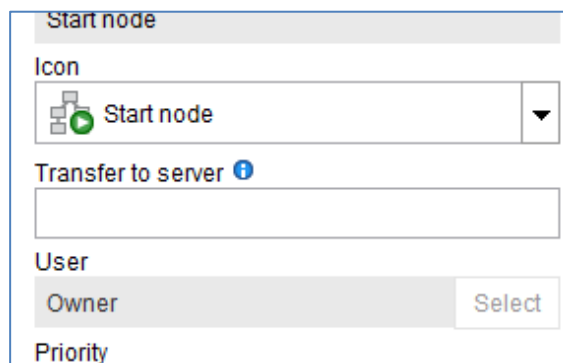 Start node
Icon
Start node
Transfer to server
User
Owner Select
Priority